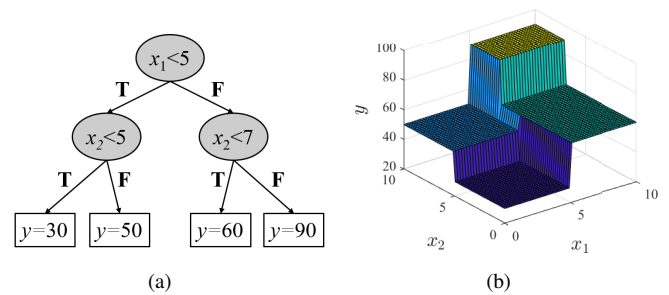 x₁<5
T F
x₂<5 x₂<7
T F T F
y=30 y=50 y=60 y=90
(a)
100
80
60
40
20
y
10
5
0
x₂
0
5
10
x₁
(b)